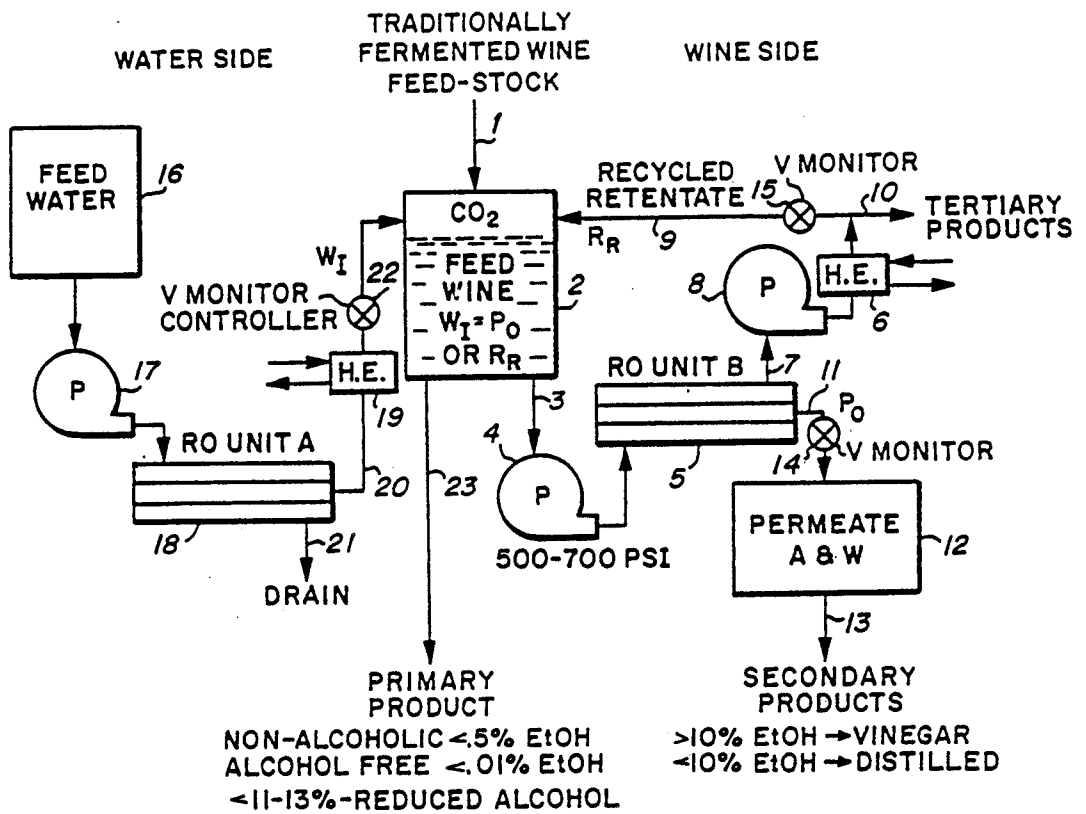 WATER SIDE
TRADITIONALLY
FERMENTED WINE
FEED-STOCK
WINE SIDE
1
FEED
WATER
16
CO2
RECYCLED
RETENTATE
V MONITOR
15
10
TERTIARY
PRODUCTS
RR
9
WI
22
V MONITOR
CONTROLLER
FEED
WINE
WI=PO
OR RR
2
8
P
H.E.
6
P
17
H.E.
19
RO UNIT B
7
11
PO
3
RO UNIT A
4
5
14
V MONITOR
20
23
P
18
21
500-700 PSI
PERMEATE
A & W
12
DRAIN
13
PRIMARY
PRODUCT
NON-ALCOHOLIC <.5% EtOH
ALCOHOL FREE <.01% EtOH
<11-13%-REDUCED ALCOHOL
SECONDARY
PRODUCTS
>10% EtOH→VINEGAR
<10% EtOH→DISTILLED